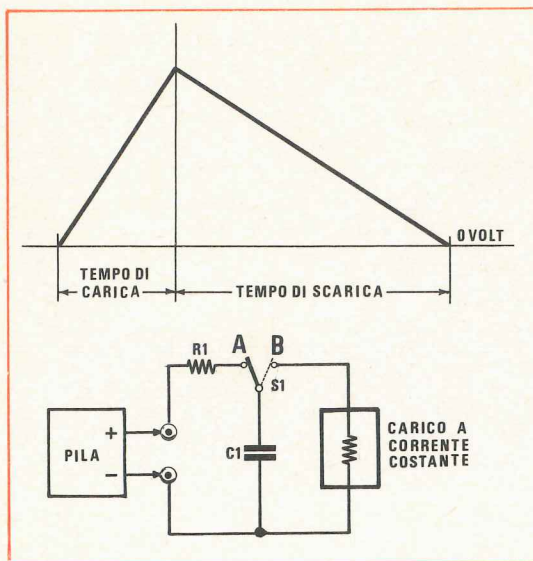 0 VOLT
TEMPO DI
CARICA
TEMPO DI SCARICA
R1
A
B
S1
PILA
+
−
C1
CARICO A
CORRENTE
COSTANTE